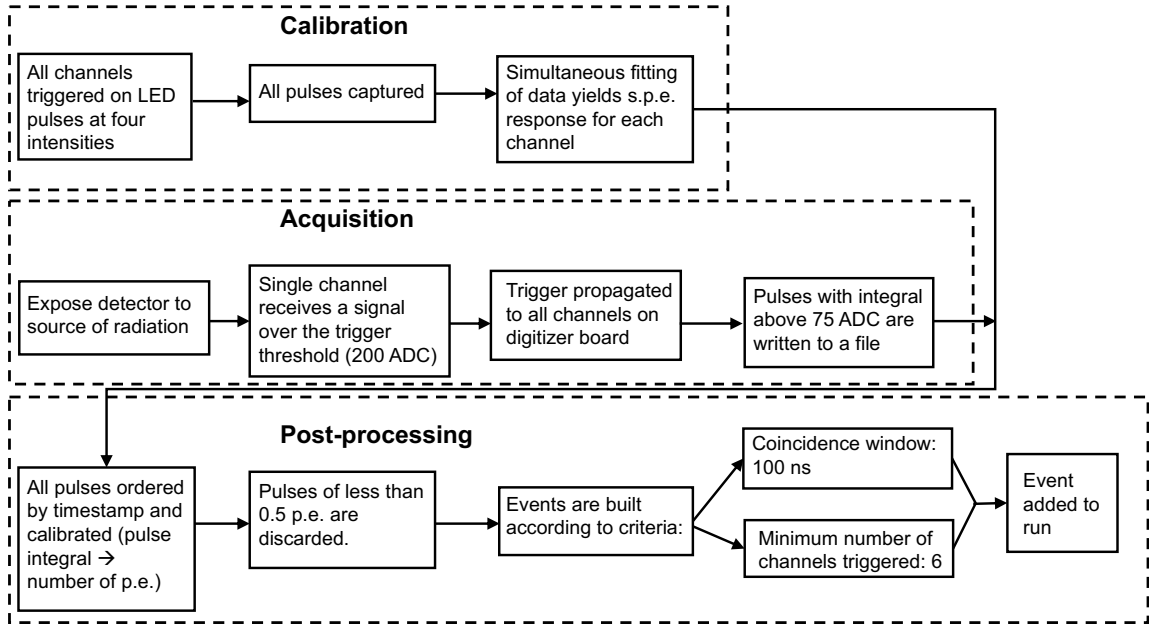 Calibration
All channels
triggered on LED
pulses at four
intensities
All pulses captured
Simultaneous fitting
of data yields s.p.e.
response for each
channel
Acquisition
Expose detector to
source of radiation
Single channel
receives a signal
over the trigger
threshold (200 ADC)
Trigger propagated
to all channels on
digitizer board
Pulses with integral
above 75 ADC are
written to a file
Post-processing
All pulses ordered
by timestamp and
calibrated (pulse
integral →
number of p.e.)
Pulses of less than
0.5 p.e. are
discarded.
Events are built
according to criteria:
Coincidence window:
100 ns
Minimum number of
channels triggered: 6
Event
added to
run